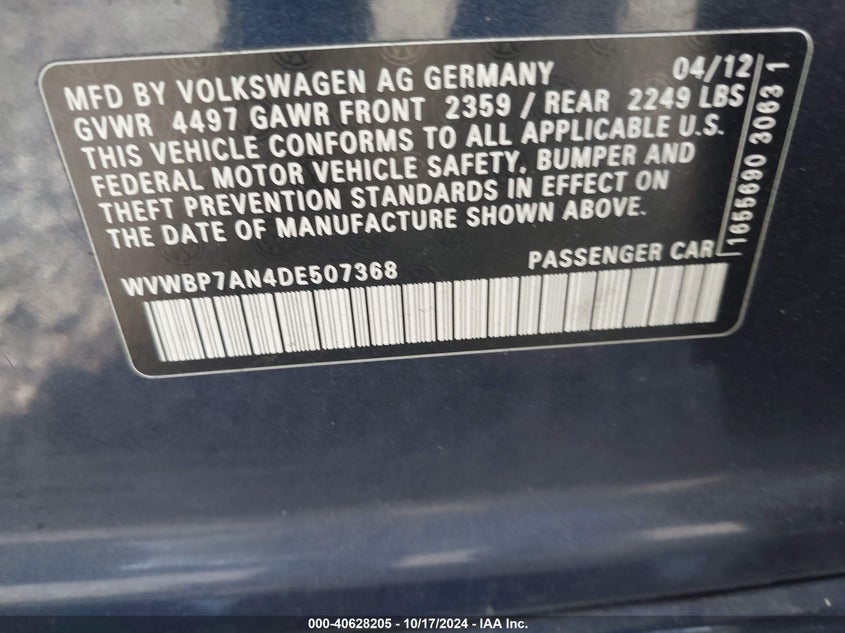 MFD BY VOLKSWAGEN AG GERMANY 04/12
GVWR 4497 GAWR FRONT 2359 / REAR 2249 LBS
THIS VEHICLE CONFORMS TO ALL APPLICABLE U.S.
FEDERAL MOTOR VEHICLE SAFETY, BUMPER AND
THEFT PREVENTION STANDARDS IN EFFECT ON
THE DATE OF MANUFACTURE SHOWN ABOVE.
WVWBP7AN4DE507368 PASSENGER CAR
1655690 3063 1
000-40628205 - 10/17/2024 - IAA Inc.